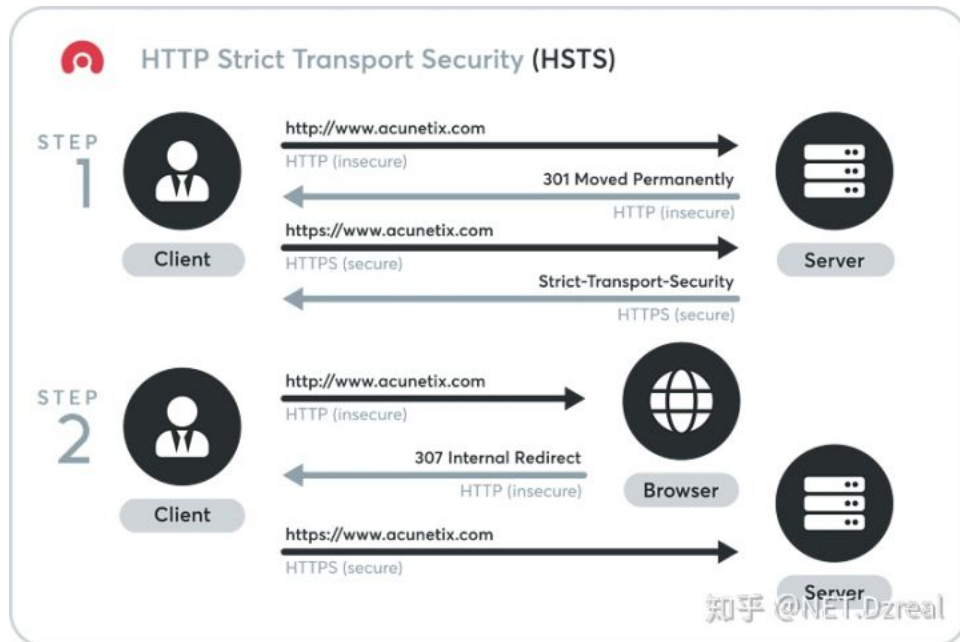 HTTP Strict Transport Security (HSTS)
STEP
1
http://www.acunetix.com
HTTP (insecure)
301 Moved Permanently
HTTP (insecure)
https://www.acunetix.com
HTTPS (secure)
Strict-Transport-Security
HTTPS (secure)
Client
Server
STEP
2
http://www.acunetix.com
HTTP (insecure)
307 Internal Redirect
HTTP (insecure)
Browser
Client
https://www.acunetix.com
HTTPS (secure)
Server
知乎 @NET.Dzreal